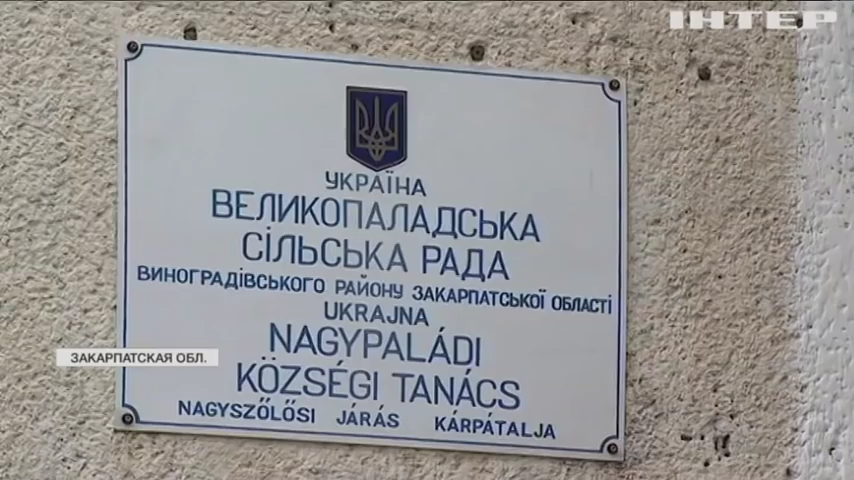 ІНТЕР
УКРАЇНА
ВЕЛИКОПАЛАДСЬКА
СІЛЬСЬКА РАДА
ВИНОГРАДІВСЬКОГО РАЙОНУ ЗАКАРПАТСЬКОЇ ОБЛАСТІ
UKRAJNA
NAGYPALÁDI
KÖZSÉGI TANÁCS
NAGYSZŐLŐSI JÁRÁS KÁRPÁTALJA
ЗАКАРПАТСКАЯ ОБЛ.